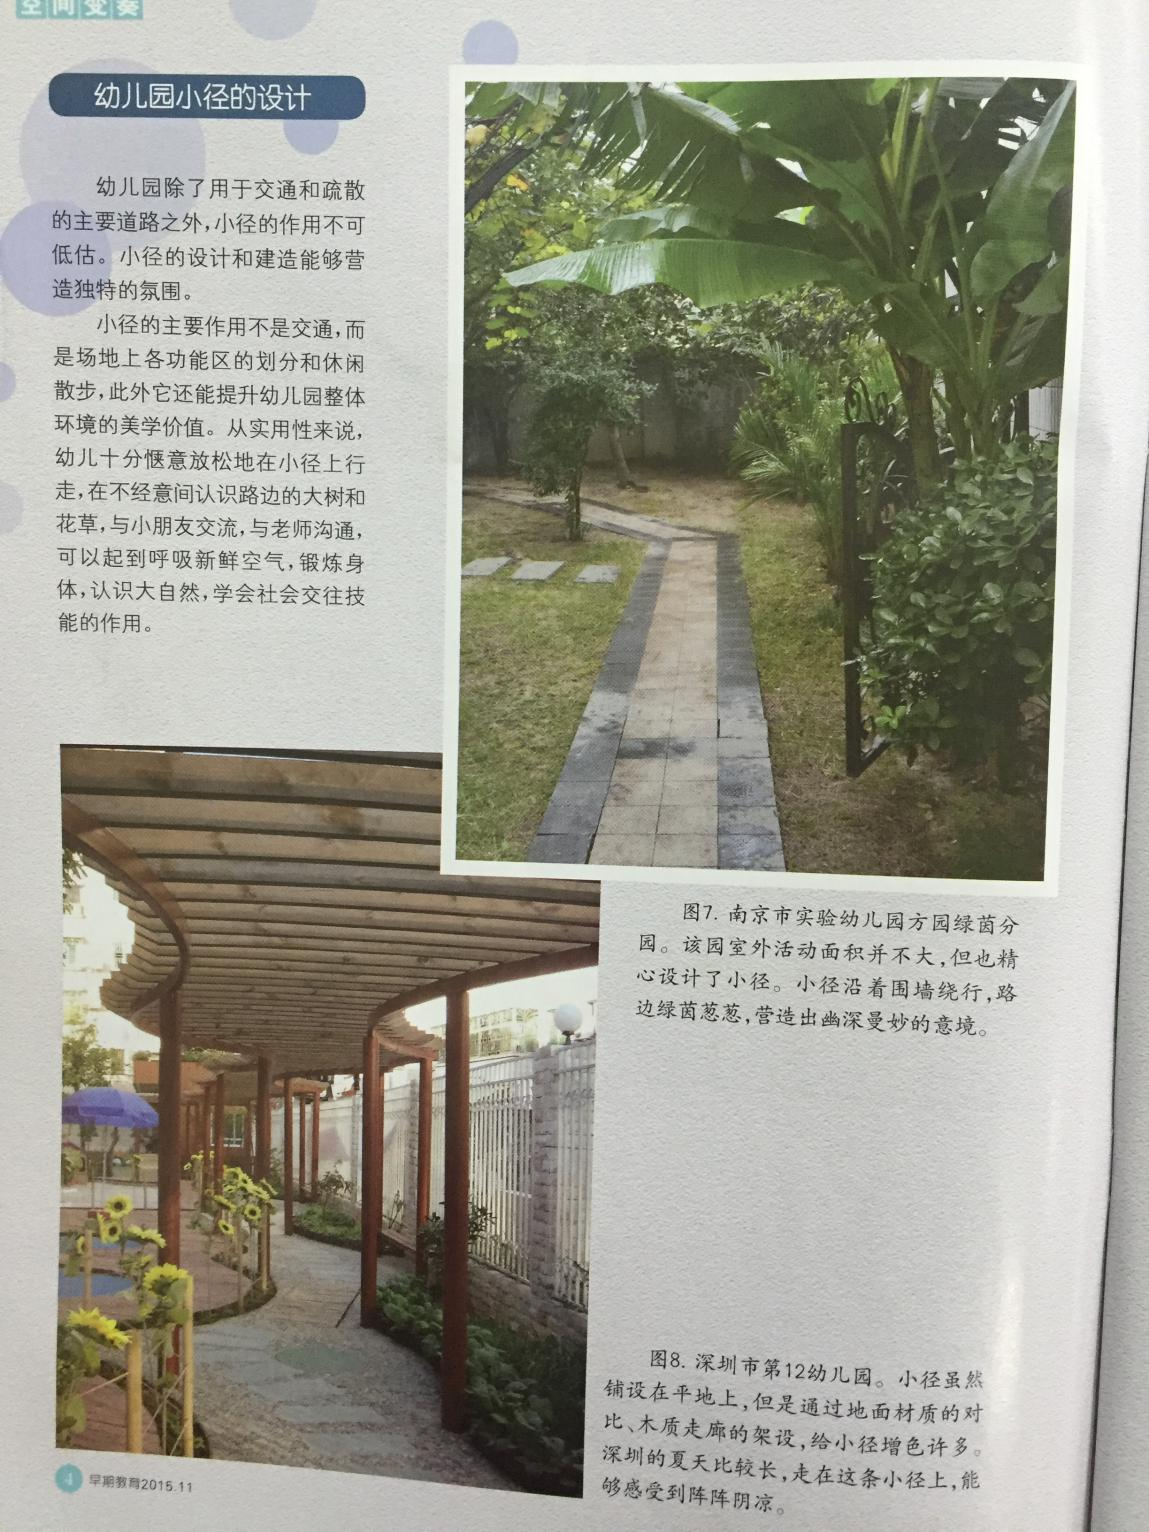 空间变奏
幼儿园小径的设计
幼儿园除了用于交通和疏散
的主要道路之外,小径的作用不可
低估。小径的设计和建造能够营
造独特的氛围。
小径的主要作用不是交通,而
是场地上各功能区的划分和休闲
散步,此外它还能提升幼儿园整体
环境的美学价值。从实用性来说,
幼儿十分惬意放松地在小径上行
走,在不经意间认识路边的大树和
花草,与小朋友交流,与老师沟通,
可以起到呼吸新鲜空气,锻炼身
体,认识大自然,学会社会交往技
能的作用。
图7. 南京市实验幼儿园方园绿茵分
园。该园室外活动面积并不大,但也精
心设计了小径。小径沿着围墙绕行,路
边绿茵葱葱,营造出幽深曼妙的意境。
图8. 深圳市第12幼儿园。小径虽然
铺设在平地上,但是通过地面材质的对
比、木质走廊的架设,给小径增色许多。
深圳的夏天比较长,走在这条小径上,能
够感受到阵阵阴凉。
4 早期教育2015.11